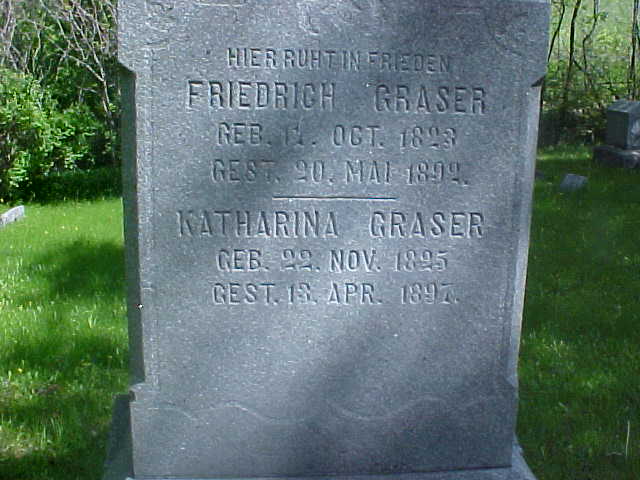 HIER RUHT IN FRIEDEN
FRIEDRICH GRASER
GEB. 11. OCT. 1823
GEST. 20. MAI 1892.
KATHARINA GRASER
GEB. 22. NOV. 1825
GEST. 13. APR. 1897.